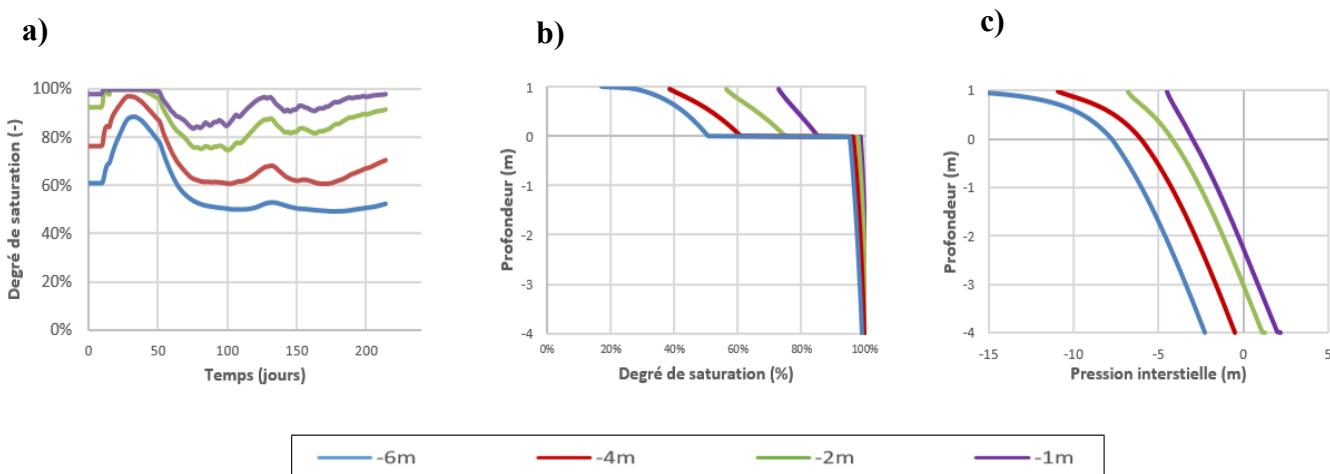 a)
100%
80%
60%
40%
20%
0%
Degré de saturation (-)
0
50
100
150
200
Temps (jours)
b)
1
0
-1
-2
-3
-4
Profondeur (m)
0%
20%
40%
60%
80%
100%
Degré de saturation (%)
c)
1
0
-1
-2
-3
-4
Profondeur (m)
-15
-10
-5
0
5
Pression interstielle (m)
-6m
-4m
-2m
-1m